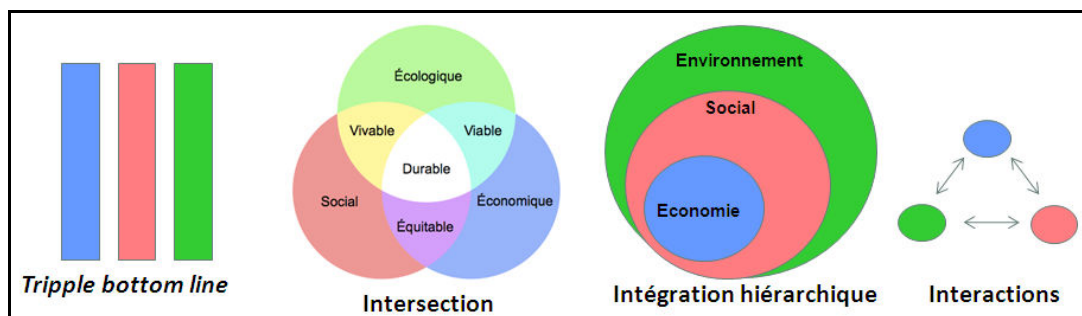 Tripple bottom line
Écologique
Vivable
Viable
Durable
Social
Économique
Équitable
Intersection
Environnement
Social
Economie
Intégration hiérarchique
Interactions